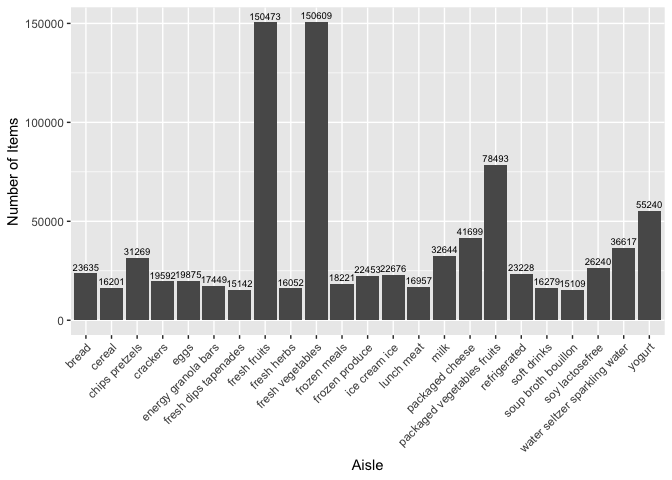 Number of Items
150000
100000
50000
0
23635
16201
31269
19592
19875
17449
15142
150473
16052
150609
18221
22453
22676
16957
32644
41699
78493
23228
16279
15109
26240
36617
55240
bread
cereal
chips pretzels
crackers
eggs
energy granola bars
fresh dips tapenades
fresh fruits
fresh herbs
fresh vegetables
frozen meals
frozen produce
ice cream ice
lunch meat
milk
packaged cheese
packaged vegetables fruits
refrigerated
soft drinks
soup broth bouillon
soy lactosefree
water seltzer sparkling water
yogurt
Aisle